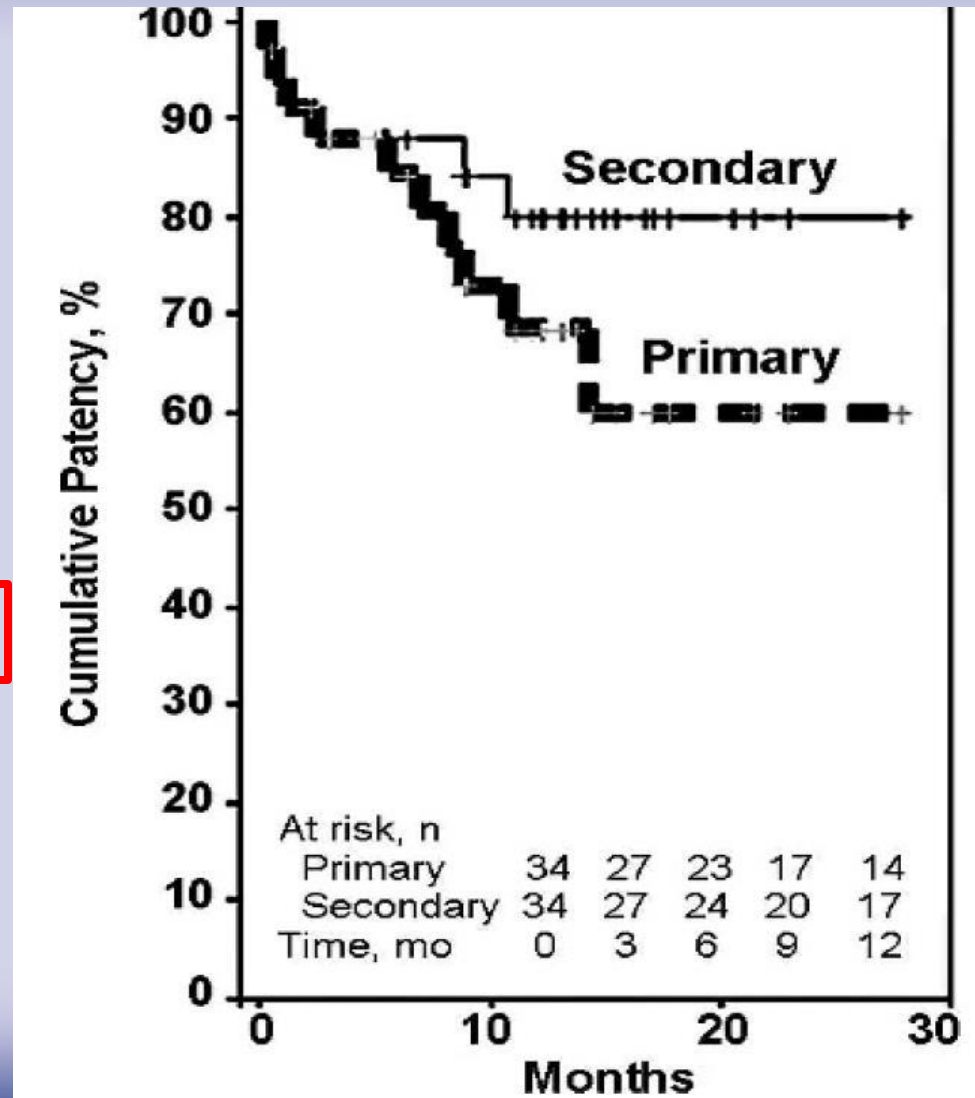 100
90
80
70
60
50
40
30
20
10
0
Cumulative Patency, %
Secondary
Primary
At risk, n
Primary 34 27 23 17 14
Secondary 34 27 24 20 17
Time, mo 0 3 6 9 12
0 10 20 30
Months